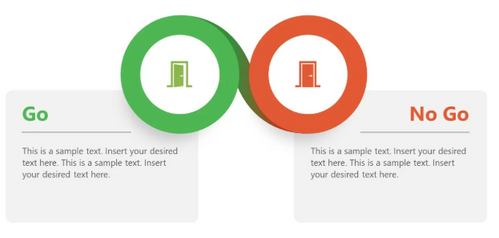 Go
This is a sample text. Insert your desired
text here. This is a sample text. Insert
your desired text here.
No Go
This is a sample text. Insert your desired
text here. This is a sample text. Insert
your desired text here.